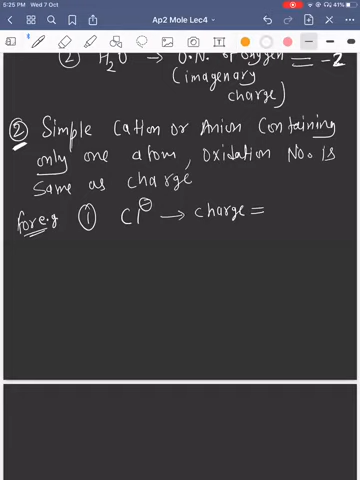 5:25 PM Wed 7 Oct
Ap2 Mole Lec4
② H₂O → O.N. of oxygen = -2
(imagenary
charge)
② Simple Cation or Anion Containing
only one atom, Oxidation No. is
Same as charge
for e.g ① Cl⊖ → charge =